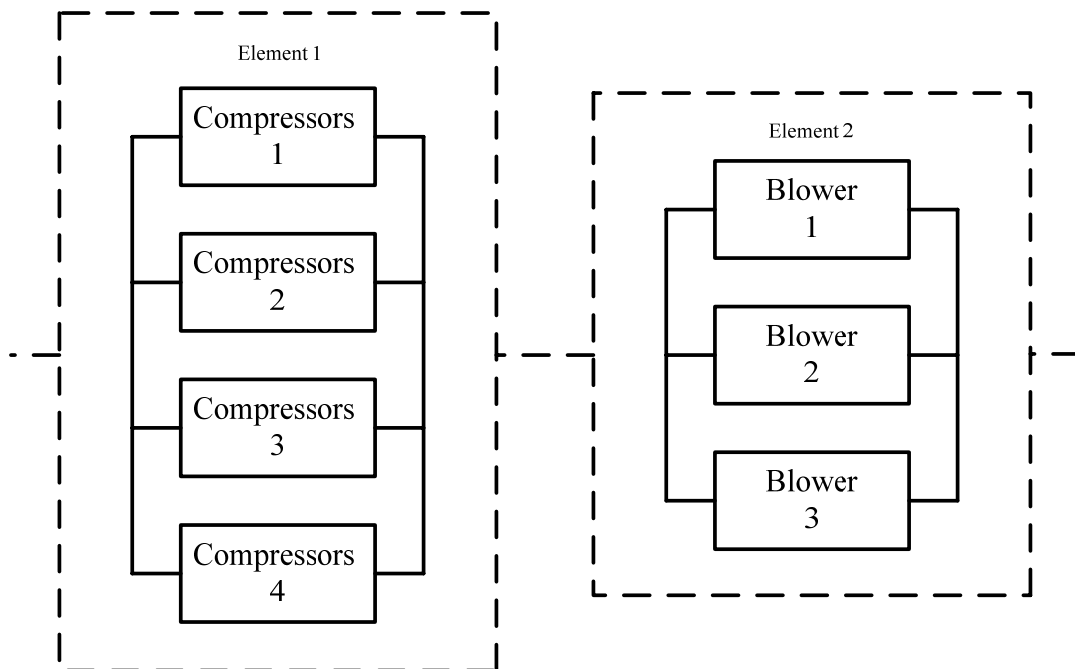 Element 1
Compressors
1
Compressors
2
Compressors
3
Compressors
4
Element 2
Blower
1
Blower
2
Blower
3